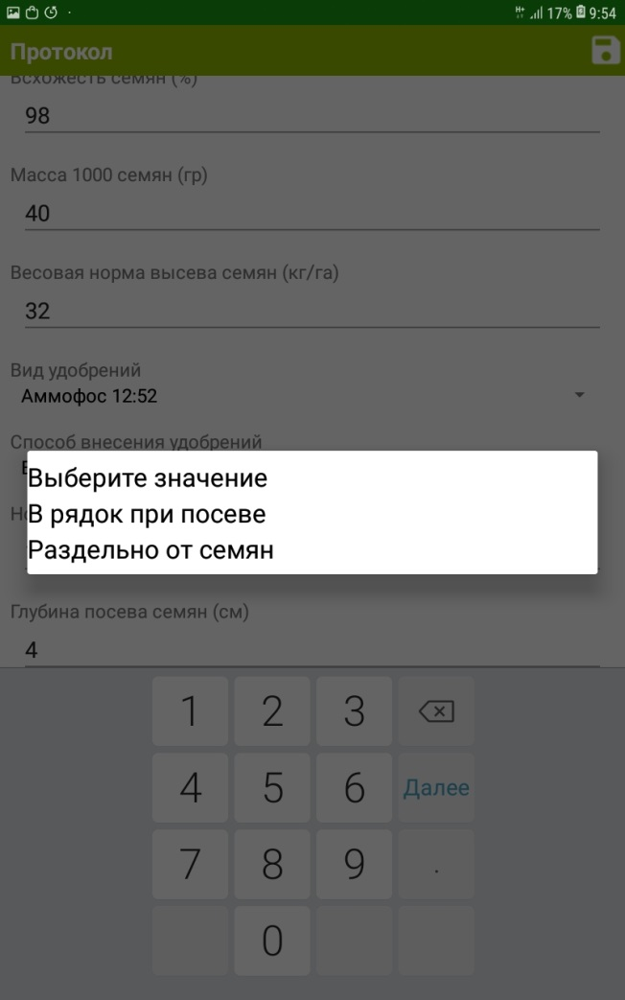 17% 9:54
Протокол
Всхожесть семян (%)
98
Масса 1000 семян (гр)
40
Весовая норма высева семян (кг/га)
32
Вид удобрений
Аммофос 12:52
Способ внесения удобрений
Выберите значение
В рядок при посеве
Раздельно от семян
Глубина посева семян (см)
4
1 2 3
4 5 6 Далее
7 8 9 .
0